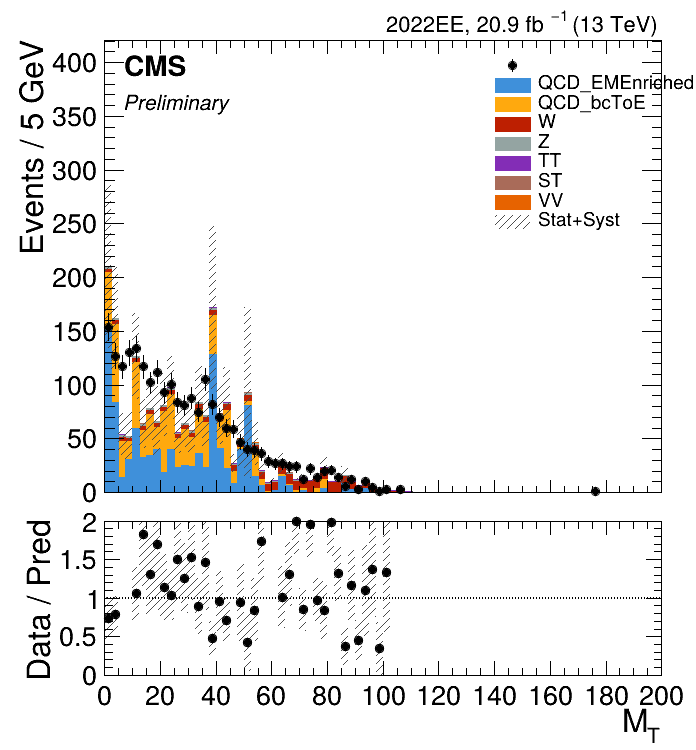 2022EE, 20.9 fb −1 (13 TeV)
CMS
Preliminary
Events / 5 GeV
400
350
300
250
200
150
100
50
0
QCD_EMEnriched
QCD_bcToE
W
Z
TT
ST
VV
Stat+Syst
Data / Pred
2
1.5
1
0.5
0
0 20 40 60 80 100 120 140 160 180 200
MT